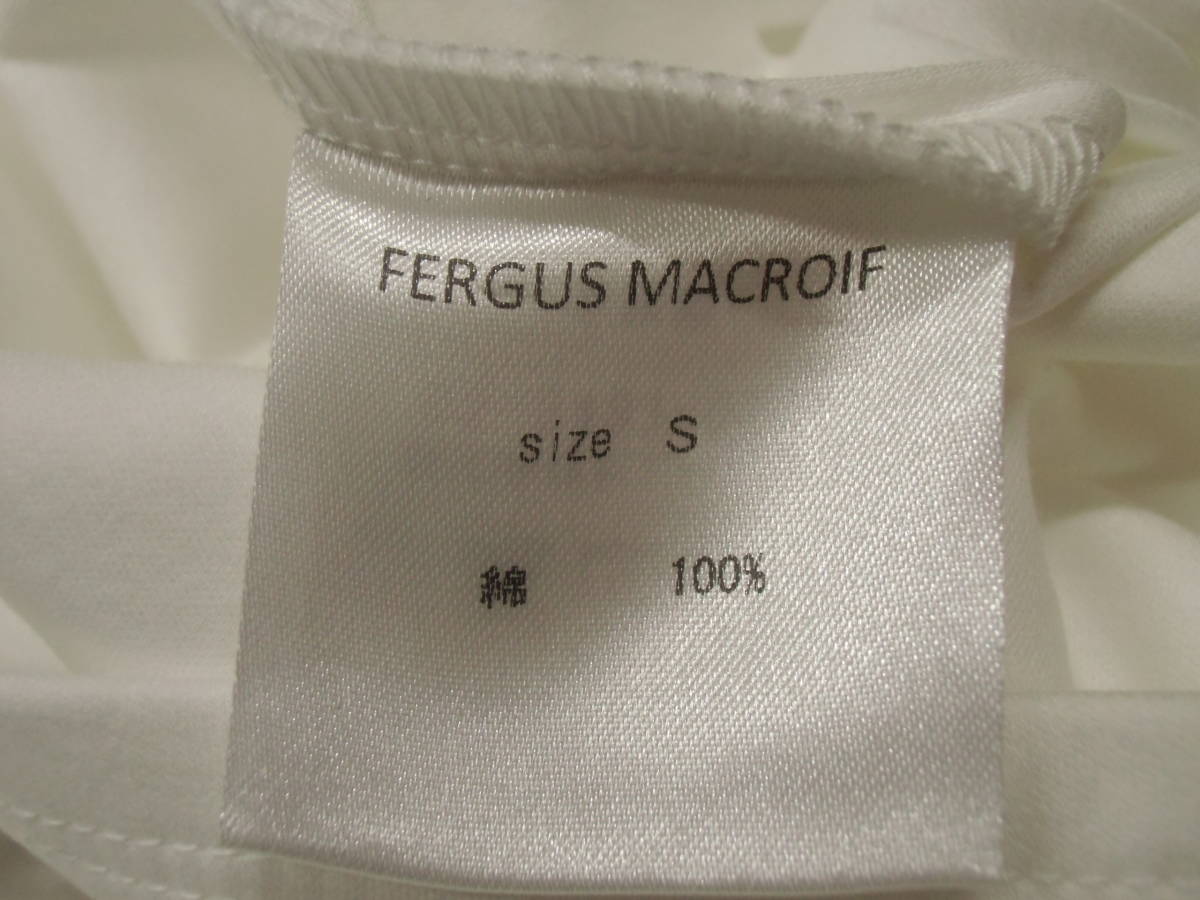 FERGUS MACROIF
size S
綿 100%